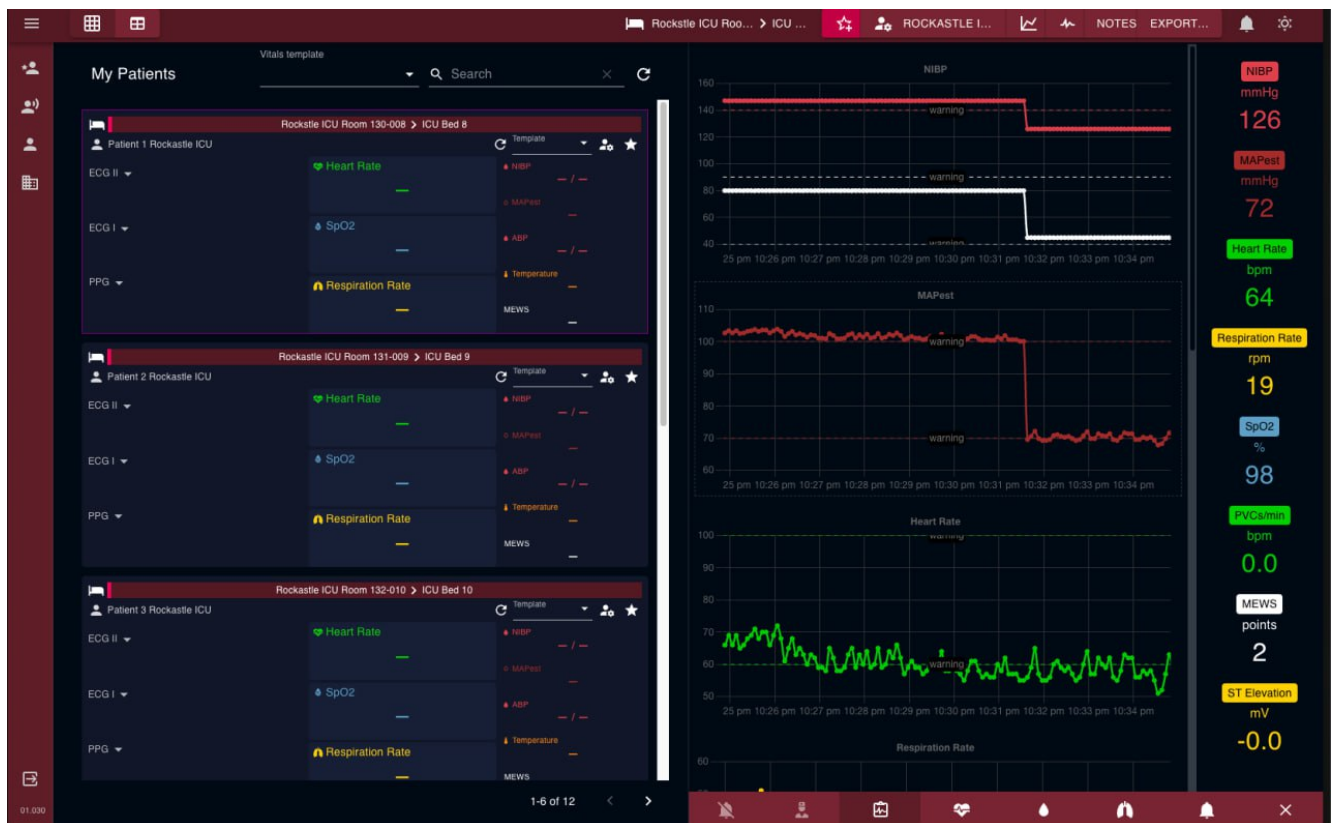 Rockstle ICU Roo... > ICU ...
ROCKASTLE I...
NOTES
EXPORT...
My Patients
Vitals template
Search
Rockstle ICU Room 130-008 > ICU Bed 8
Patient 1 Rockastle ICU
Template
ECG II
Heart Rate
–
NIBP
– / –
MAPest
–
ECG I
SpO2
–
ABP
– / –
PPG
Respiration Rate
–
Temperature
–
MEWS
–
Rockastle ICU Room 131-009 > ICU Bed 9
Patient 2 Rockastle ICU
Template
ECG II
Heart Rate
–
NIBP
– / –
MAPest
–
ECG I
SpO2
–
ABP
– / –
PPG
Respiration Rate
–
Temperature
–
MEWS
–
Rockastle ICU Room 132-010 > ICU Bed 10
Patient 3 Rockastle ICU
Template
ECG II
Heart Rate
–
NIBP
– / –
MAPest
–
ECG I
SpO2
–
ABP
– / –
PPG
Respiration Rate
–
Temperature
MEWS
1-6 of 12
01.030
NIBP
160
140
warning
120
100
warning
80
60
40
warning
25 pm 10:26 pm 10:27 pm 10:28 pm 10:29 pm 10:30 pm 10:31 pm 10:32 pm 10:33 pm 10:34 pm
MAPest
110
100
warning
90
80
70
warning
60
25 pm 10:26 pm 10:27 pm 10:28 pm 10:29 pm 10:30 pm 10:31 pm 10:32 pm 10:33 pm 10:34 pm
Heart Rate
100
warning
90
80
70
60
warning
50
25 pm 10:26 pm 10:27 pm 10:28 pm 10:29 pm 10:30 pm 10:31 pm 10:32 pm 10:33 pm 10:34 pm
Respiration Rate
60
NIBP
mmHg
126
MAPest
mmHg
72
Heart Rate
bpm
64
Respiration Rate
rpm
19
SpO2
%
98
PVCs/min
bpm
0.0
MEWS
points
2
ST Elevation
mV
-0.0